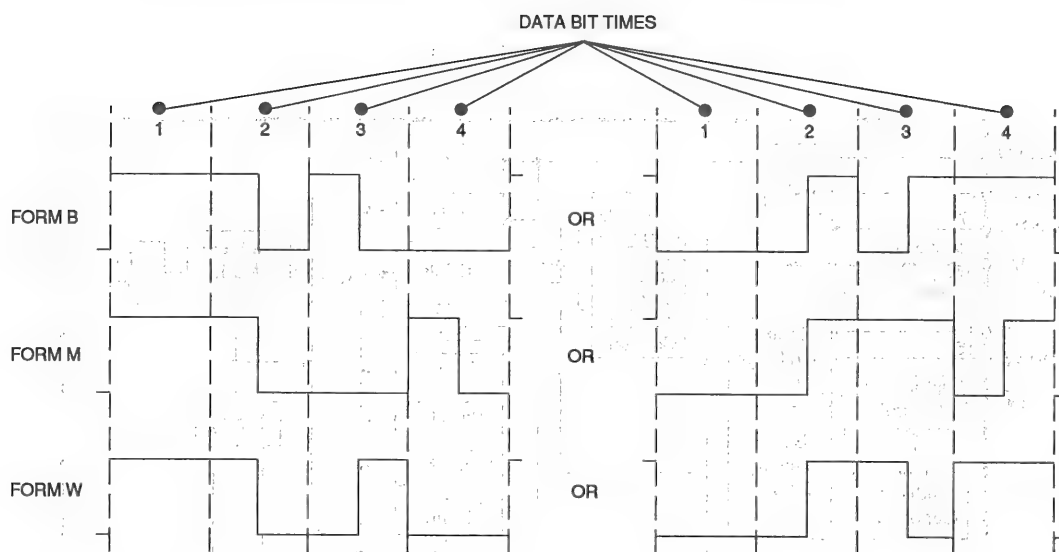 DATA BIT TIMES
1 2 3 4 1 2 3 4
FORM B OR
FORM M OR
FORM W OR